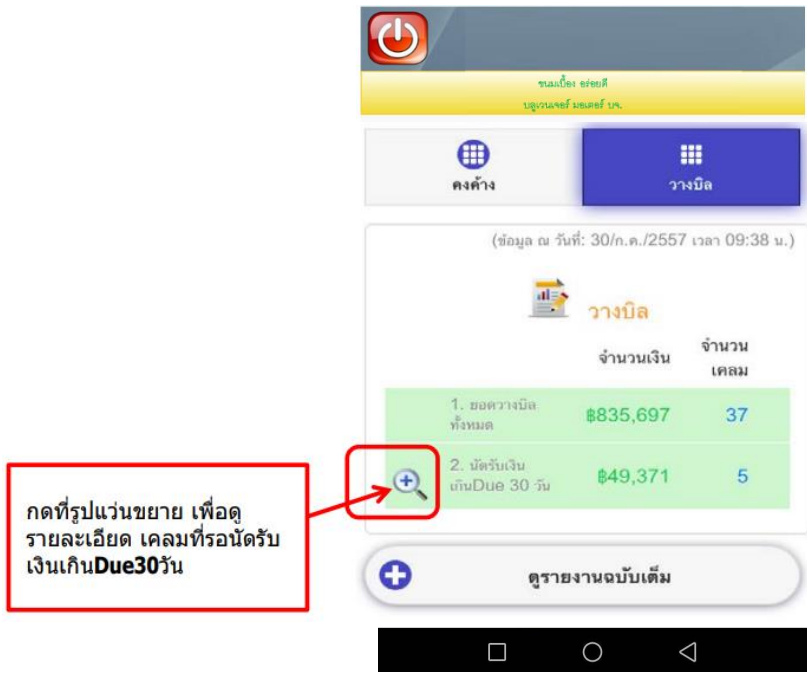 ขนมเบื้อง อร่อยดี
บลูเวนเจอร์ มอเตอร์ บจ.
คงค้าง
วางบิล
(ข้อมูล ณ วันที่: 30/ก.ค./2557 เวลา 09:38 น.)
วางบิล
จำนวนเงิน
จำนวน
เคลม
1. ยอดวางบิล
ทั้งหมด
฿835,697
37
2. นัดรับเงิน
เกินDue 30 วัน
฿49,371
5
กดที่รูปแว่นขยาย เพื่อดู
รายละเอียด เคลมที่รอนัดรับ
เงินเกินDue30วัน
ดูรายงานฉบับเต็ม